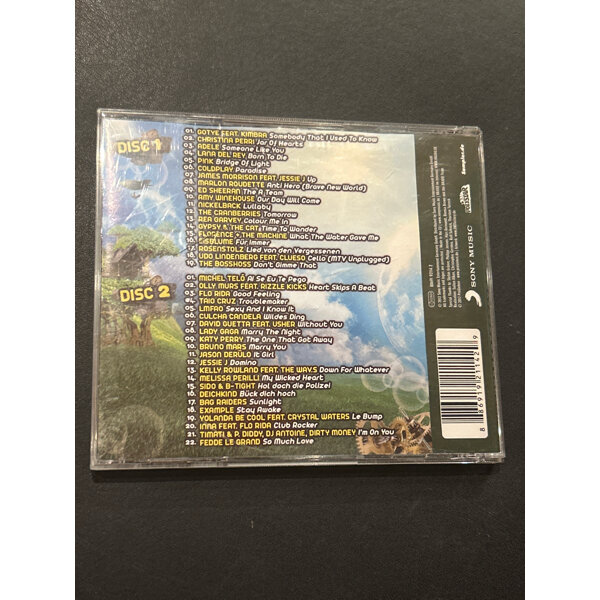 DISC 1
01. GOTYE FEAT. KIMBRA Somebody That I Used To Know
02. CHRISTINA PERRI Jar Of Hearts
03. ADELE Someone Like You
04. LANA DEL REY Born To Die
05. PINK Bridge Of Light
06. COLDPLAY Paradise
07. JAMES MORRISON FEAT. JESSIE J Up
08. MARLON ROUDETTE Anti Hero (Brave New World)
09. ED SHEERAN The A Team
10. AMY WINEHOUSE Our Day Will Come
11. NICKELBACK Lullaby
12. THE CRANBERRIES Tomorrow
13. REA GARVEY Colour Me In
14. GYPSY & THE CAT Time To Wander
15. FLORENCE + THE MACHINE What The Water Gave Me
16. EISBLUME Für Immer
17. ROSENSTOLZ Lied von den Vergessenen
18. UDO LINDENBERG FEAT. CLUESO Cello (MTV Unplugged)
19. THE BOSSHOSS Don't Gimme That
DISC 2
01. MICHEL TELÓ Ai Se Eu Te Pego
02. OLLY MURS FEAT. RIZZLE KICKS Heart Skips A Beat
03. FLO RIDA Good Feeling
04. TAIO CRUZ Troublemaker
05. LMFAO Sexy And I Know It
06. CULCHA CANDELA Wildes Ding
07. DAVID GUETTA FEAT. USHER Without You
08. LADY GAGA Marry The Night
09. KATY PERRY The One That Got Away
10. BRUNO MARS Marry You
11. JASON DERÜLO It Girl
12. JESSIE J Domino
13. KELLY ROWLAND FEAT. THE WAV.S Down For Whatever
14. MELISSA PERILLI My Wicked Heart
15. SIDO & B-TIGHT Hol doch die Polizei
16. DEICHKIND Bück dich hoch
17. BAG RAIDERS Sunlight
18. EXAMPLE Stay Awake
19. YOLANDA BE COOL FEAT. CRYSTAL WATERS Le Bump
20. INNA FEAT. FLO RIDA Club Rocker
21. TIMATI & P. DIDDY, DJ ANTOINE, DIRTY MONEY I'm On You
22. FEDDE LE GRAND So Much Love
SONY MUSIC
8 86919 21142 9